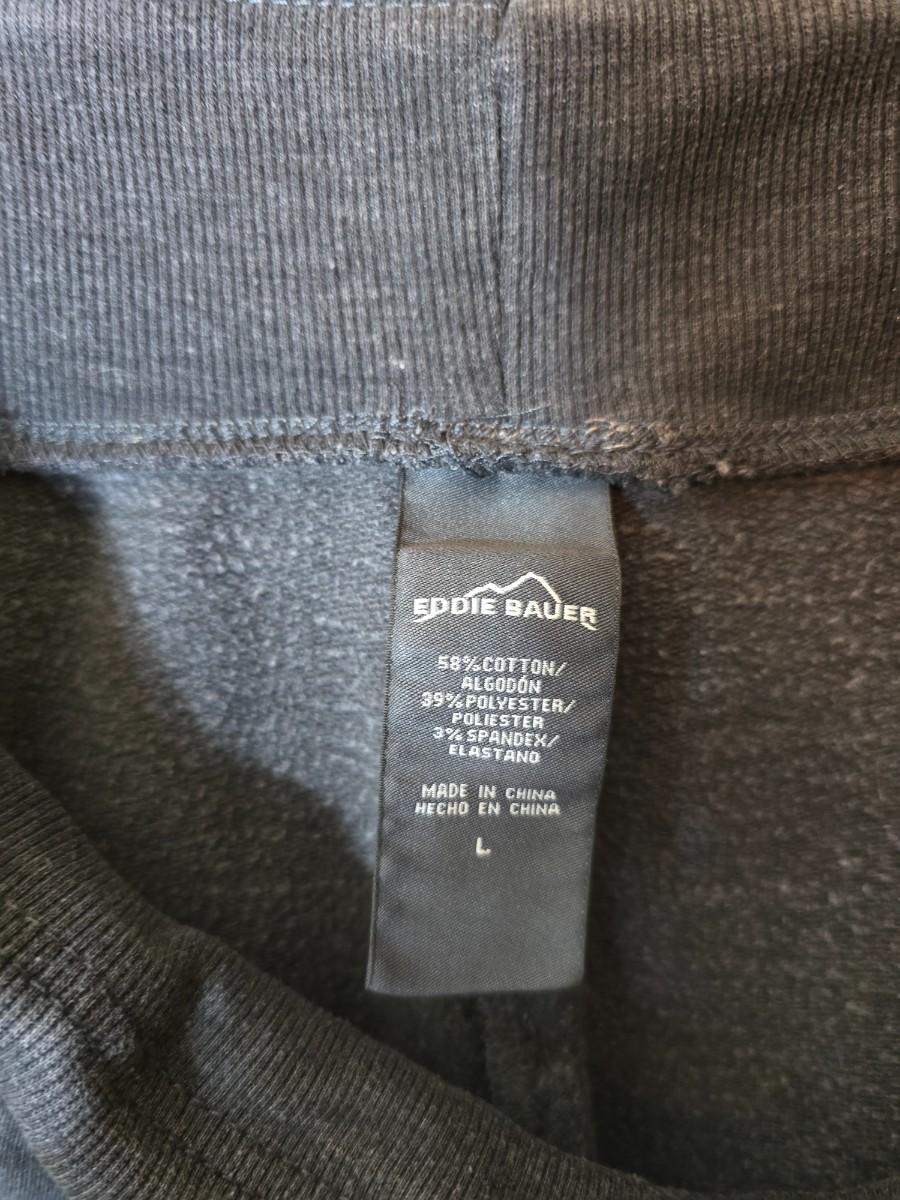 EDDIE BAUER
58%COTTON/
ALGODÓN
39%POLYESTER/
POLIESTER
3%SPANDEX/
ELASTANO
MADE IN CHINA
HECHO EN CHINA
L